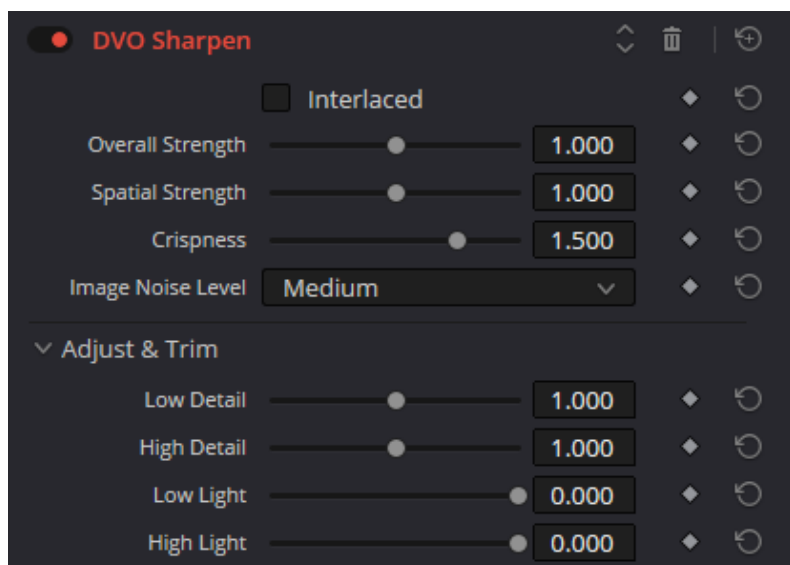 DVO Sharpen
Interlaced
Overall Strength 1.000
Spatial Strength 1.000
Crispness 1.500
Image Noise Level Medium
Adjust & Trim
Low Detail 1.000
High Detail 1.000
Low Light 0.000
High Light 0.000